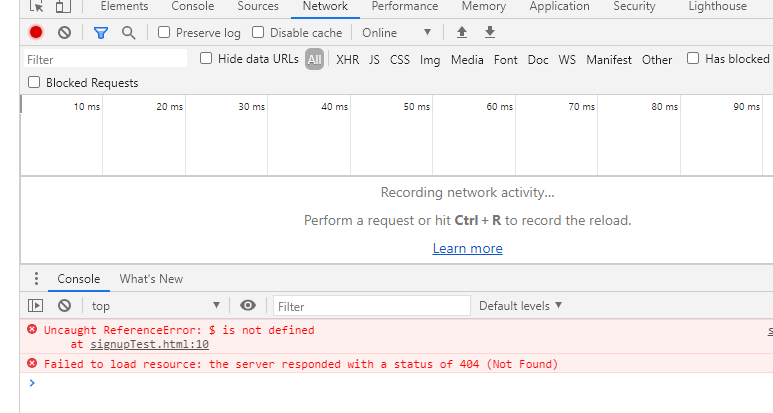 Elements Console Sources Network Performance Memory Application Security Lighthouse
Preserve log Disable cache Online ▼
Filter Hide data URLs All XHR JS CSS Img Media Font Doc WS Manifest Other Has blocked
Blocked Requests
10 ms 20 ms 30 ms 40 ms 50 ms 60 ms 70 ms 80 ms 90 ms
Recording network activity...
Perform a request or hit Ctrl + R to record the reload.
Learn more
Console What's New
top ▼ Filter Default levels ▼
Uncaught ReferenceError: $ is not defined s
at signupTest.html:10
Failed to load resource: the server responded with a status of 404 (Not Found)
>